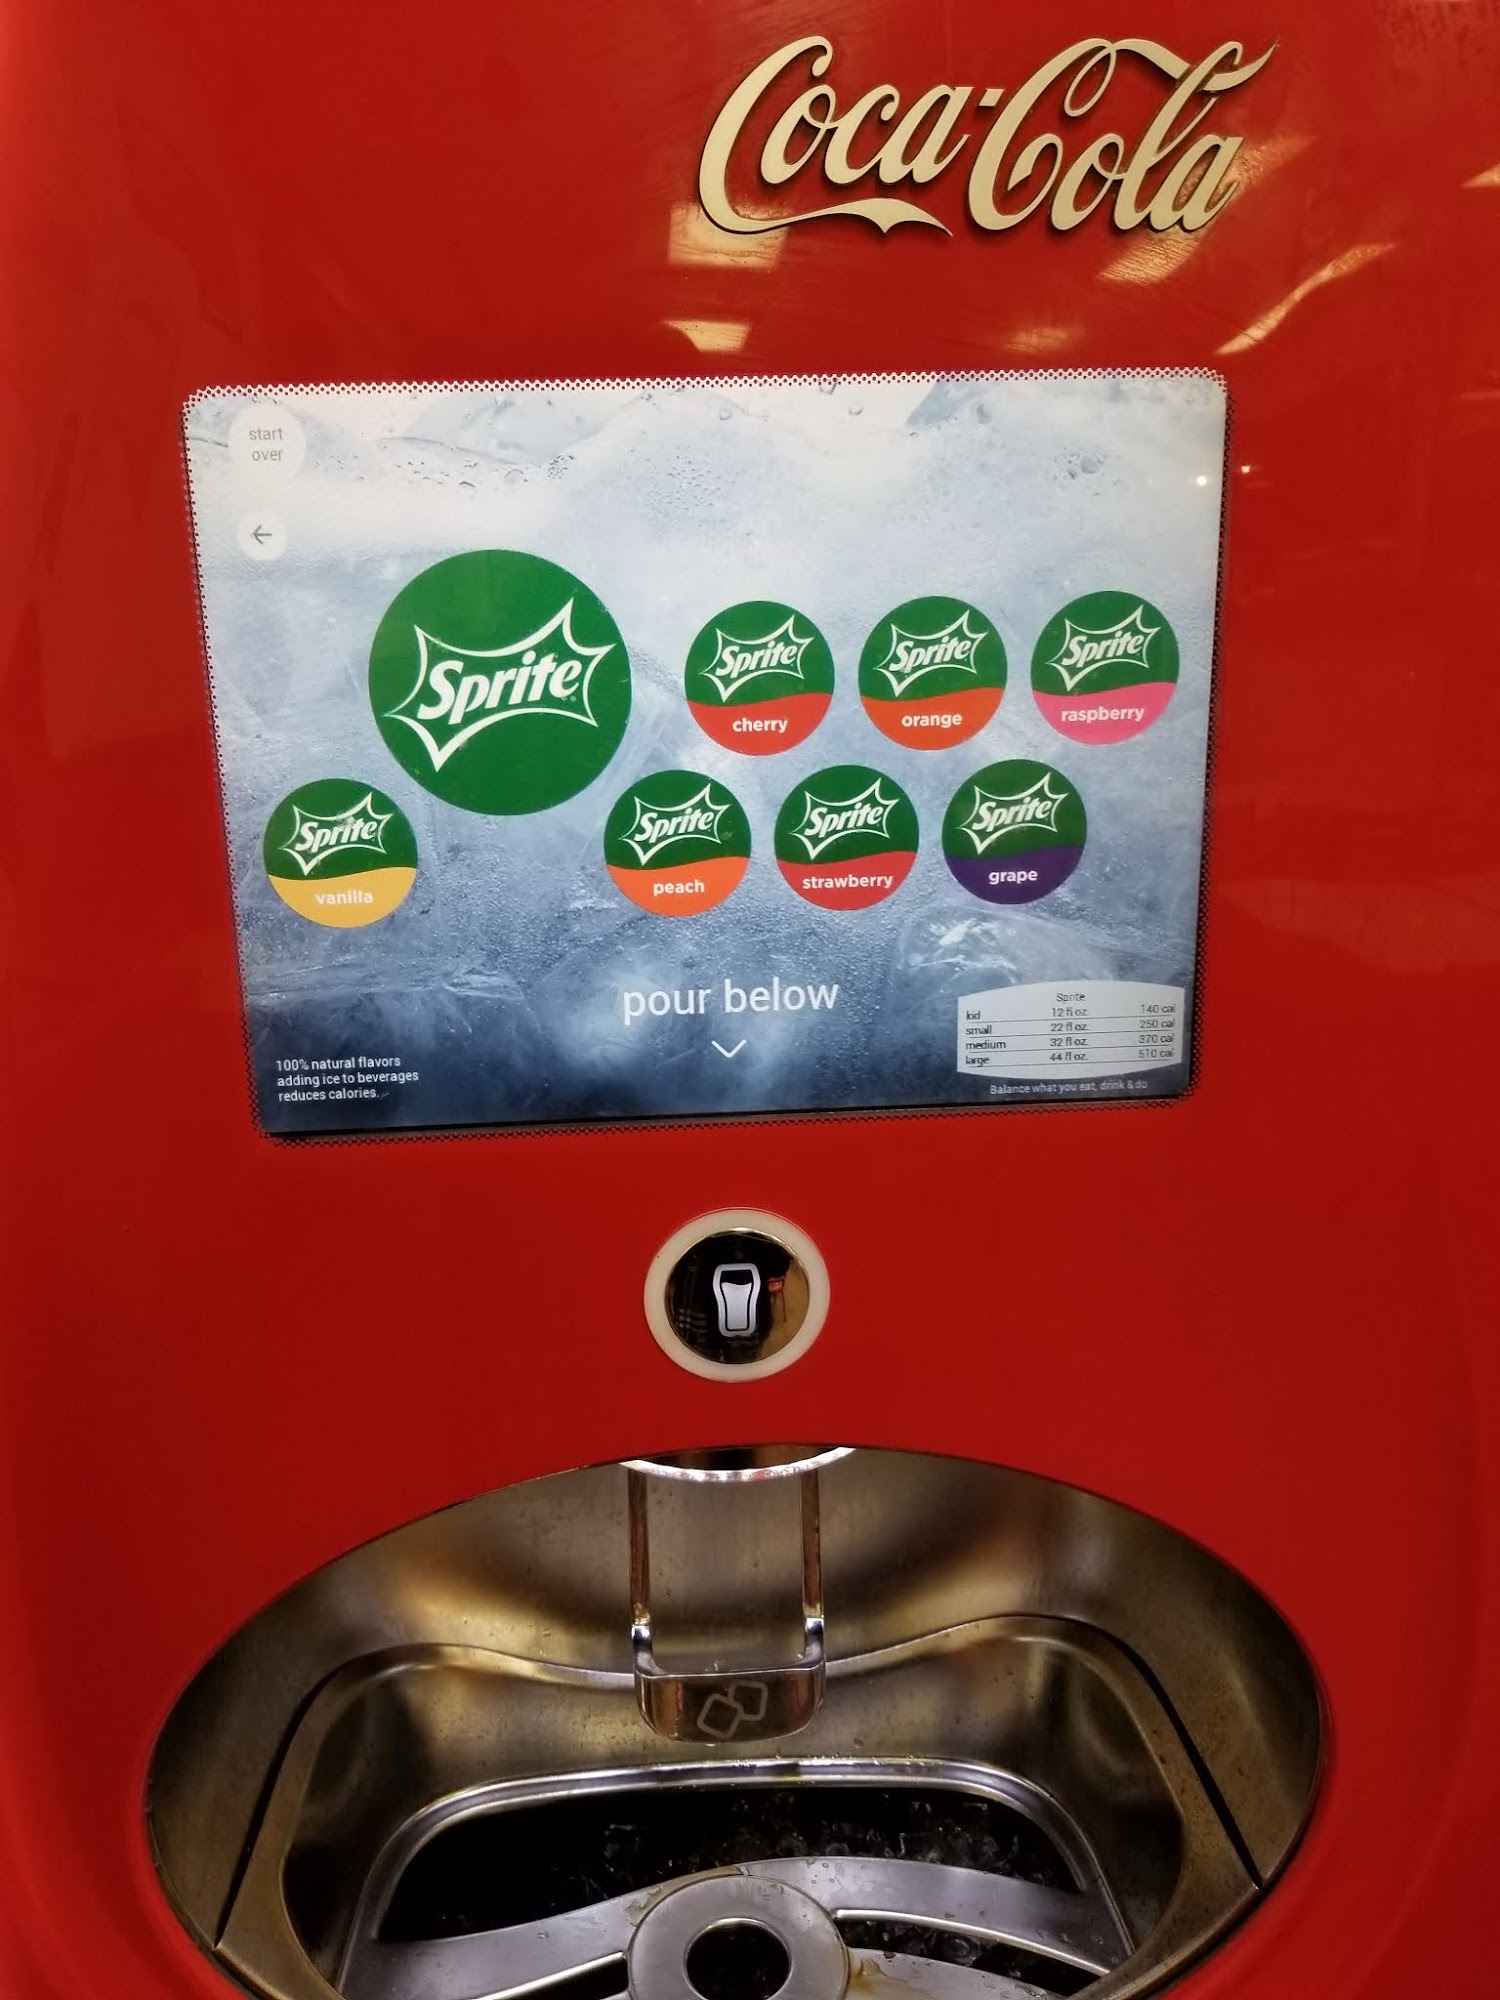 Coca-Cola
start
over
Sprite
Sprite
cherry
Sprite
orange
Sprite
raspberry
Sprite
vanilla
Sprite
peach
Sprite
strawberry
Sprite
grape
pour below
100% natural flavors
adding ice to beverages
reduces calories.
Sprite
kid 12 fl oz. 140 cal
small 22 fl oz. 250 cal
medium 32 fl oz. 370 cal
large 44 fl oz. 510 cal
Balance what you eat, drink & do